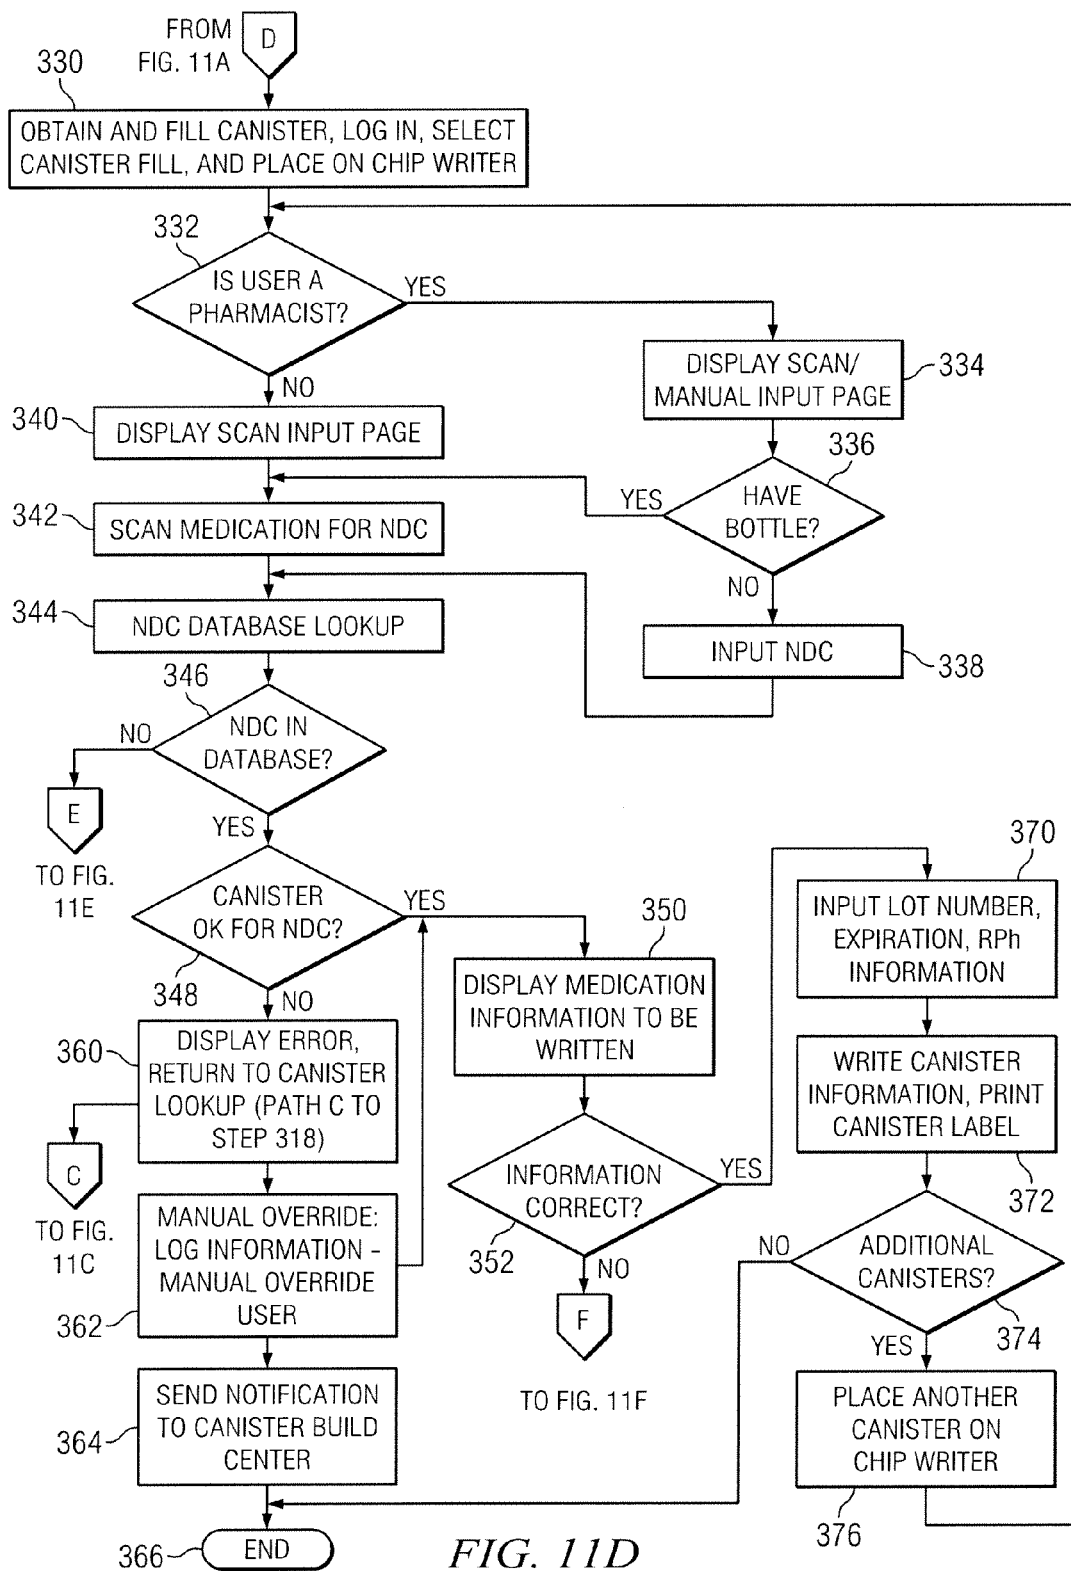 FROM
FIG. 11A
D
330
OBTAIN AND FILL CANISTER, LOG IN, SELECT
CANISTER FILL, AND PLACE ON CHIP WRITER
332
IS USER A
PHARMACIST?
YES
NO
DISPLAY SCAN/
MANUAL INPUT PAGE
334
340
DISPLAY SCAN INPUT PAGE
336
HAVE
BOTTLE?
YES
NO
342
SCAN MEDICATION FOR NDC
344
NDC DATABASE LOOKUP
INPUT NDC
338
346
NDC IN
DATABASE?
NO
YES
E
TO FIG.
11E
CANISTER
OK FOR NDC?
YES
348
NO
350
DISPLAY MEDICATION
INFORMATION TO BE
WRITTEN
370
INPUT LOT NUMBER,
EXPIRATION, RPh
INFORMATION
360
DISPLAY ERROR,
RETURN TO CANISTER
LOOKUP (PATH C TO
STEP 318)
C
TO FIG.
11C
WRITE CANISTER
INFORMATION, PRINT
CANISTER LABEL
372
INFORMATION
CORRECT?
YES
352
NO
F
TO FIG. 11F
MANUAL OVERRIDE:
LOG INFORMATION -
MANUAL OVERRIDE
USER
362
ADDITIONAL
CANISTERS?
NO
374
YES
SEND NOTIFICATION
TO CANISTER BUILD
CENTER
364
PLACE ANOTHER
CANISTER ON
CHIP WRITER
376
366
END
FIG. 11D